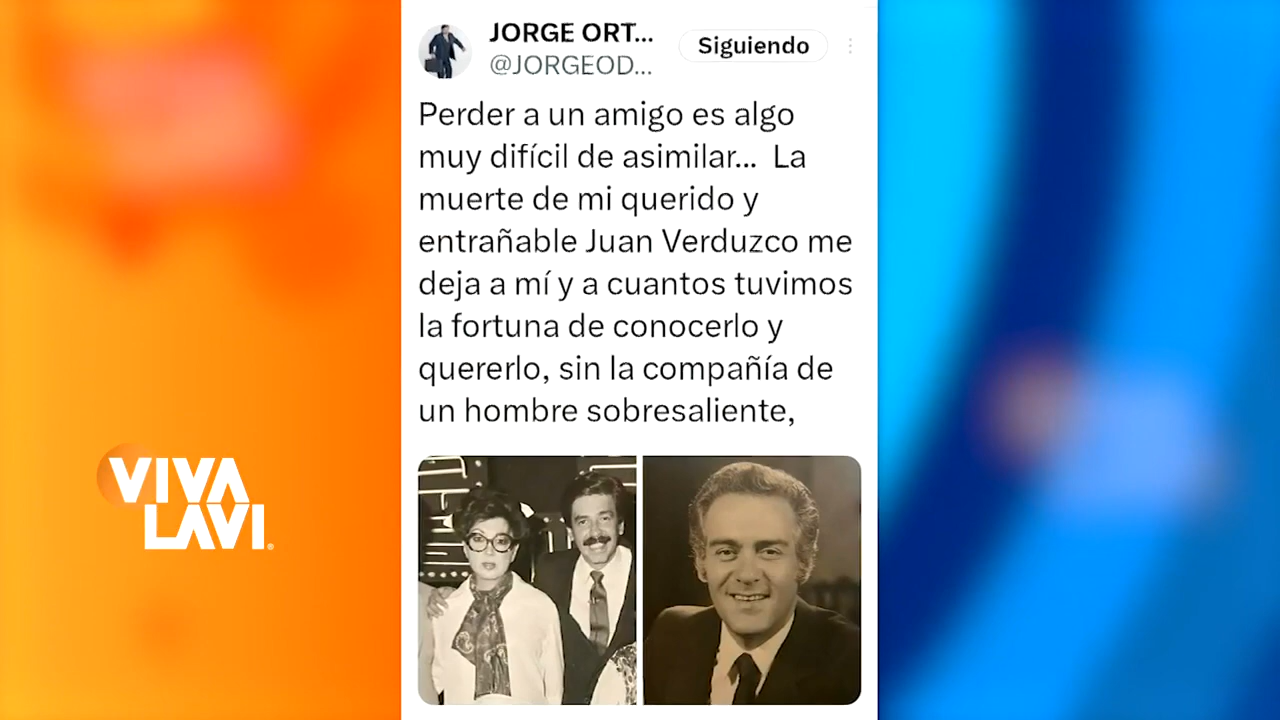 JORGE ORT...
Siguiendo
@JORGEOD...
Perder a un amigo es algo
muy difícil de asimilar... La
muerte de mi querido y
entrañable Juan Verduzco me
deja a mí y a cuantos tuvimos
la fortuna de conocerlo y
quererlo, sin la compañía de
un hombre sobresaliente,
VIVA
LAVI